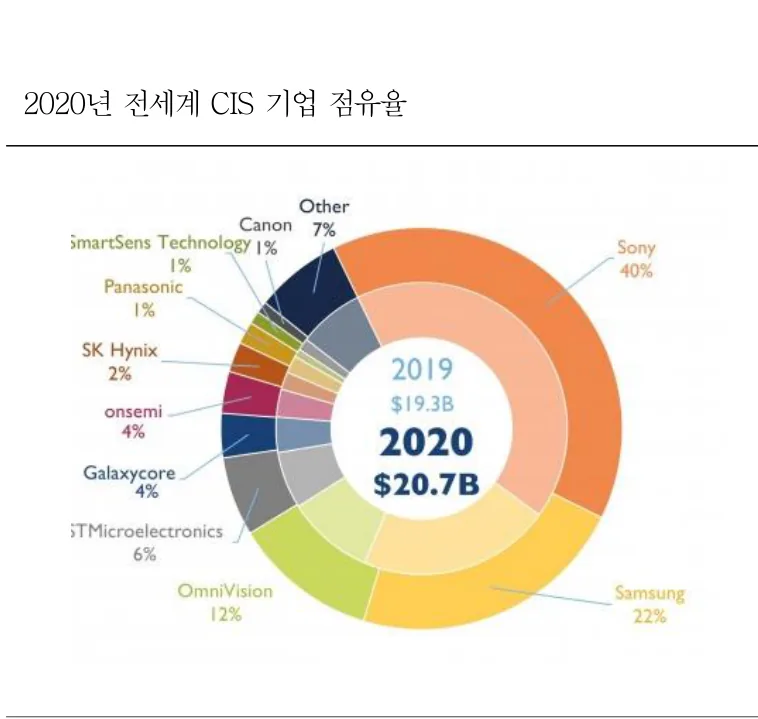 2020년 전세계 CIS 기업 점유율
Other
7%
Canon
1%
SmartSens Technology
1%
Panasonic
1%
SK Hynix
2%
onsemi
4%
Galaxycore
4%
STMicroelectronics
6%
OmniVision
12%
Samsung
22%
Sony
40%
2019
$19.3B
2020
$20.7B